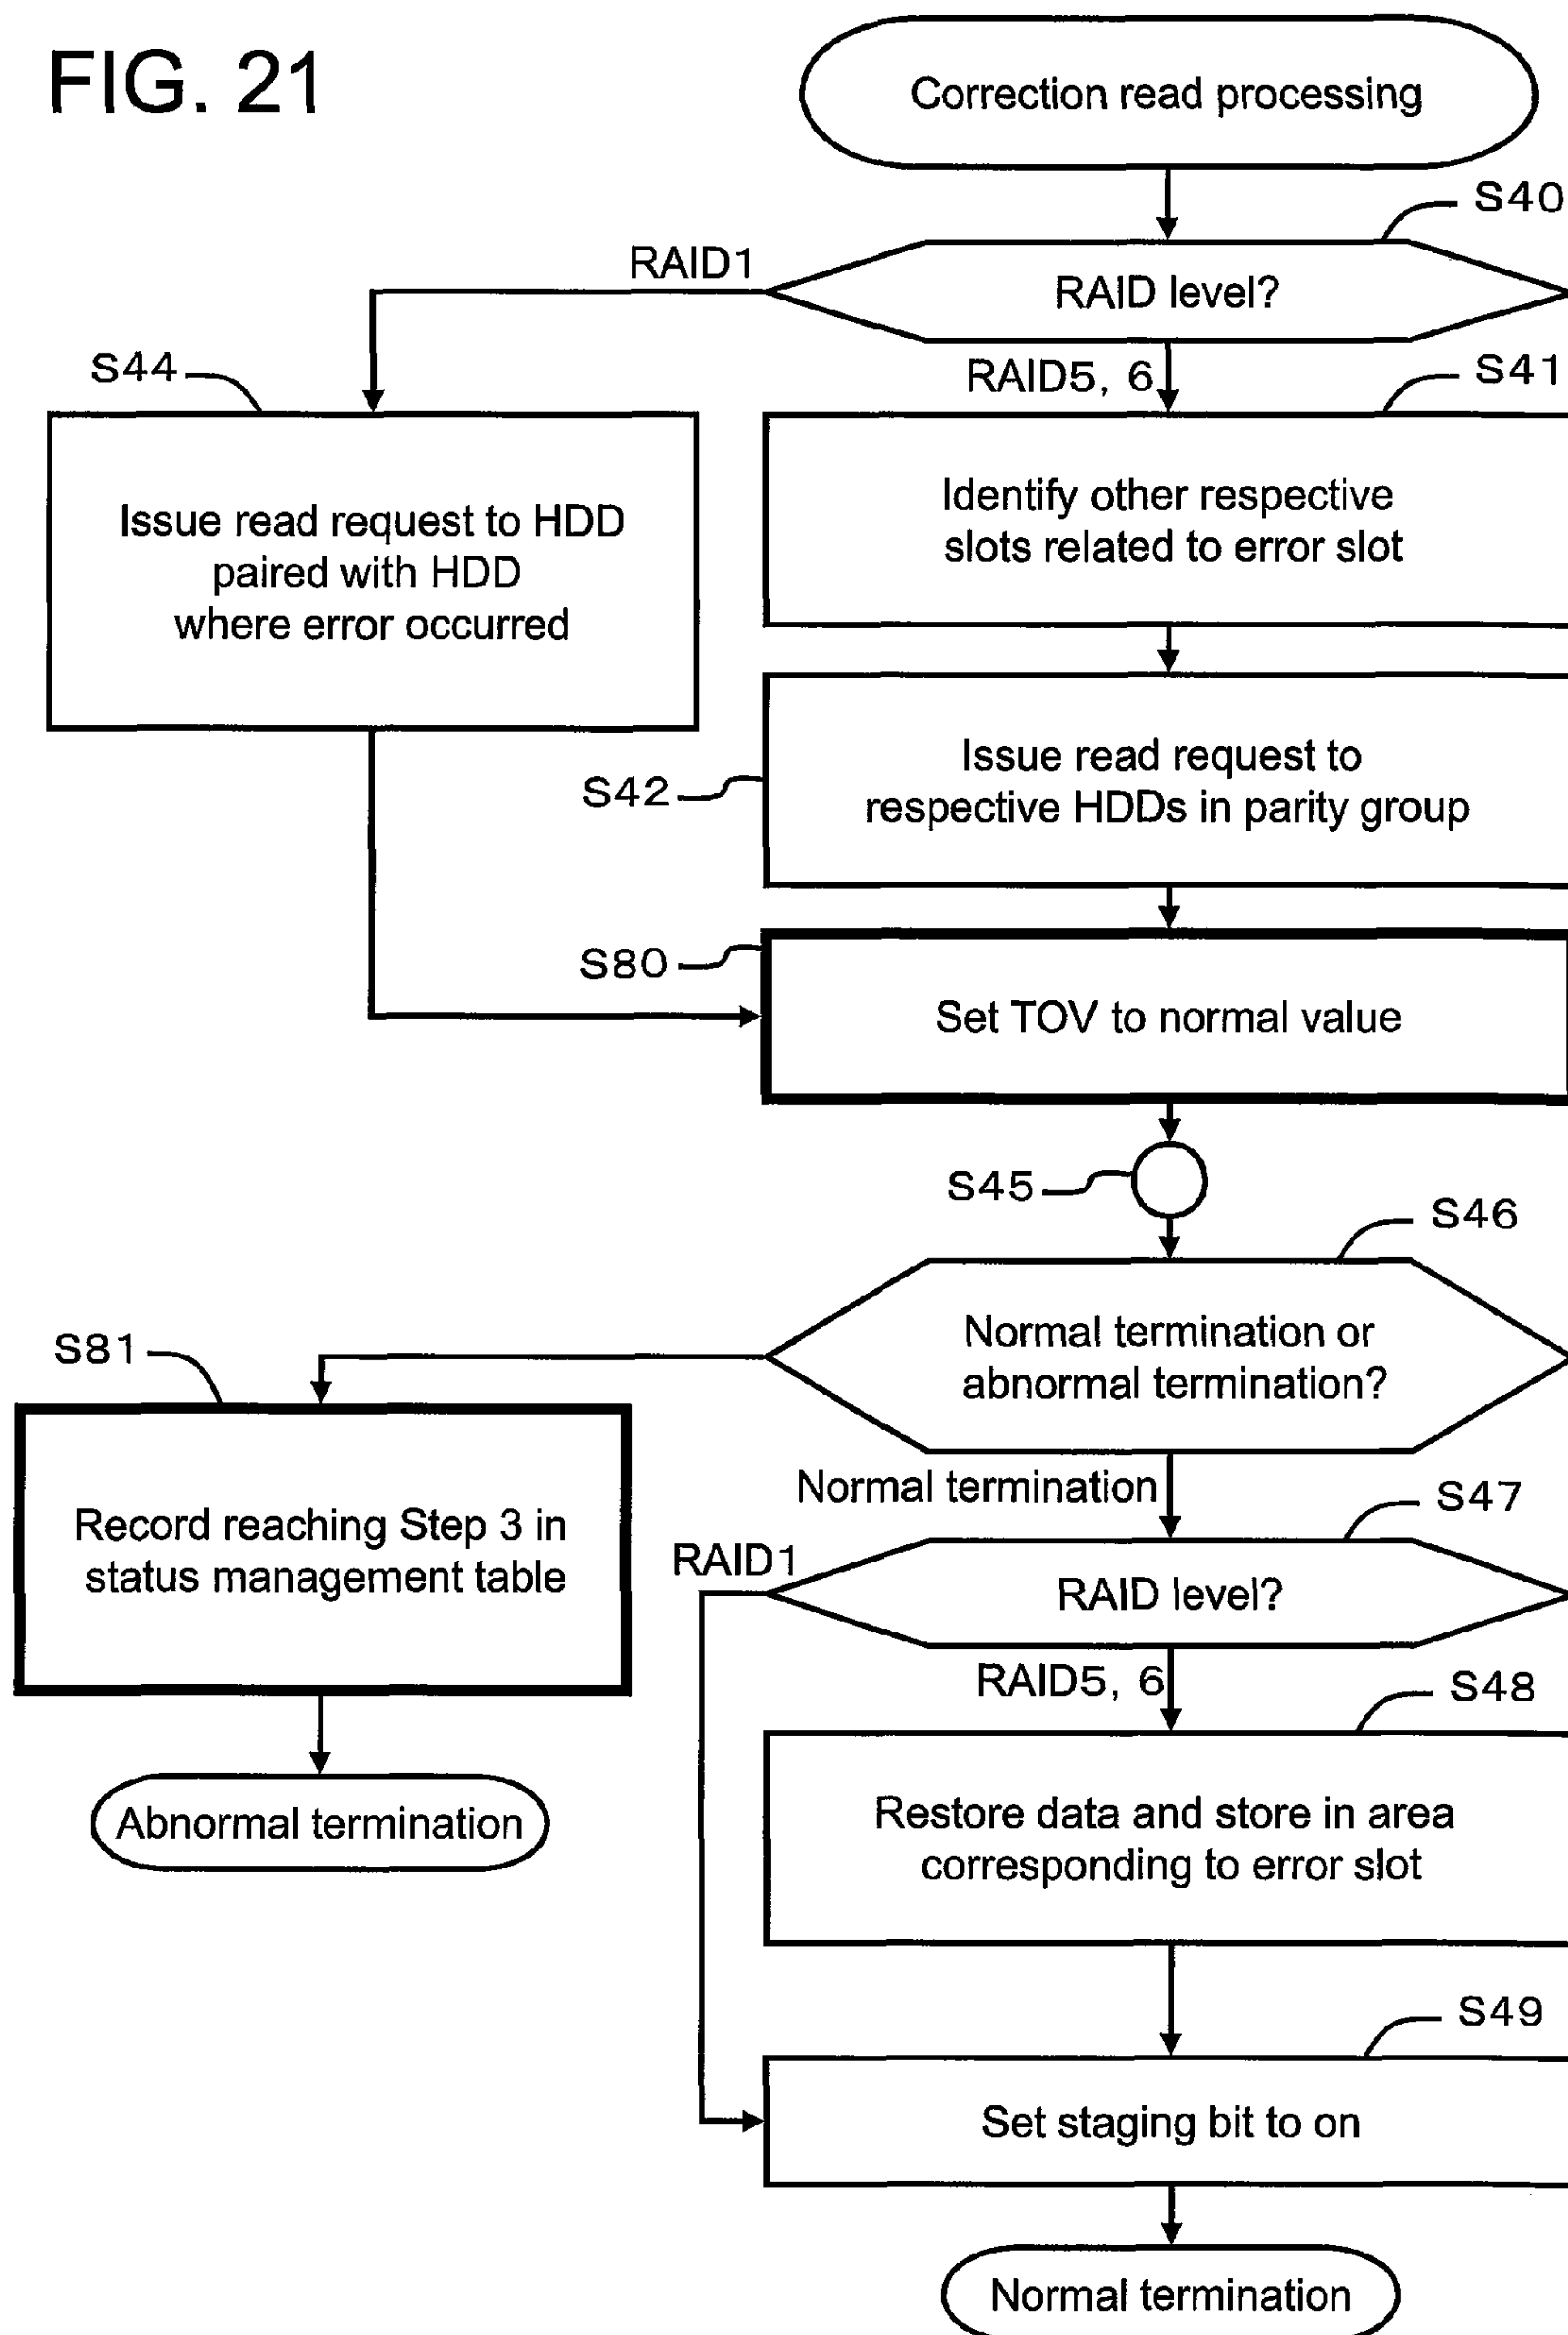 FIG. 21
Correction read processing
S40
RAID1
RAID level?
S44
RAID5, 6
S41
Issue read request to HDD
paired with HDD
where error occurred
Identify other respective
slots related to error slot
S42
Issue read request to
respective HDDs in parity group
S80
Set TOV to normal value
S45
S46
Normal termination or
abnormal termination?
S81
Record reaching Step 3 in
status management table
Abnormal termination
Normal termination
S47
RAID1
RAID level?
RAID5, 6
S48
Restore data and store in area
corresponding to error slot
S49
Set staging bit to on
Normal termination